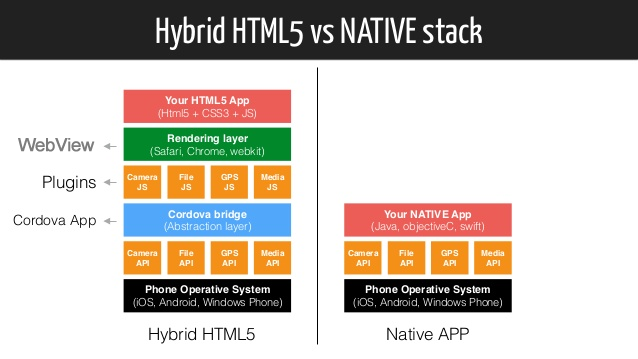 Hybrid HTML5 vs NATIVE stack
Your HTML5 App
(Html5 + CSS3 + JS)
WebView
Rendering layer
(Safari, Chrome, webkit)
Plugins
Camera JS
File JS
GPS JS
Media JS
Cordova App
Cordova bridge
(Abstraction layer)
Camera API
File API
GPS API
Media API
Phone Operative System
(iOS, Android, Windows Phone)
Hybrid HTML5
Your NATIVE App
(Java, objectiveC, swift)
Camera API
File API
GPS API
Media API
Phone Operative System
(iOS, Android, Windows Phone)
Native APP